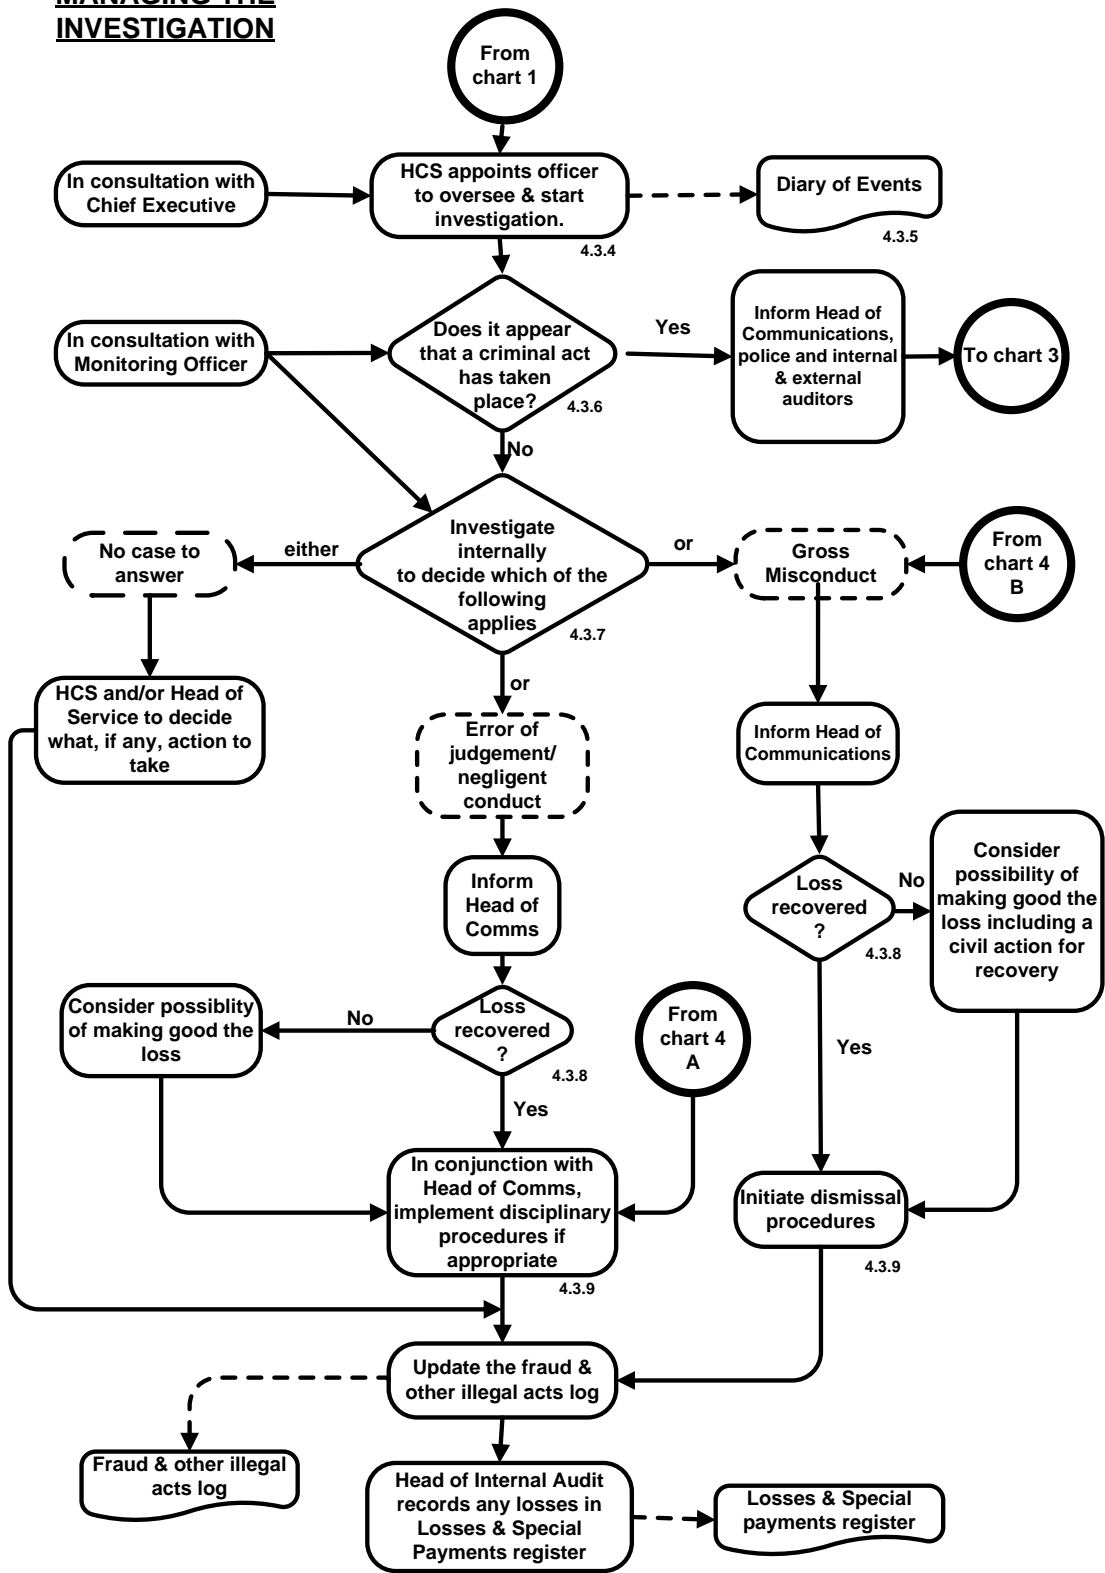 MANAGING THE
INVESTIGATION
From
chart 1
In consultation with
Chief Executive
HCS appoints officer
to oversee & start
investigation.
4.3.4
Diary of Events
4.3.5
In consultation with
Monitoring Officer
Does it appear
that a criminal act
has taken
place?
4.3.6
Yes
Inform Head of
Communications,
police and internal
& external
auditors
To chart 3
No
Investigate
internally
to decide which of the
following
applies
4.3.7
either
No case to
answer
or
Gross
Misconduct
From
chart 4
B
HCS and/or Head of
Service to decide
what, if any, action to
take
or
Error of
judgement/
negligent
conduct
Inform Head of
Communications
Inform
Head of
Comms
Loss
recovered
?
4.3.8
No
Consider
possibility of
making good the
loss including a
civil action for
recovery
Consider possiblity
of making good the
loss
No
Loss
recovered
?
4.3.8
From
chart 4
A
Yes
Yes
In conjunction with
Head of Comms,
implement disciplinary
procedures if
appropriate
4.3.9
Initiate dismissal
procedures
4.3.9
Update the fraud &
other illegal acts log
Fraud & other illegal
acts log
Head of Internal Audit
records any losses in
Losses & Special
Payments register
Losses & Special
payments register